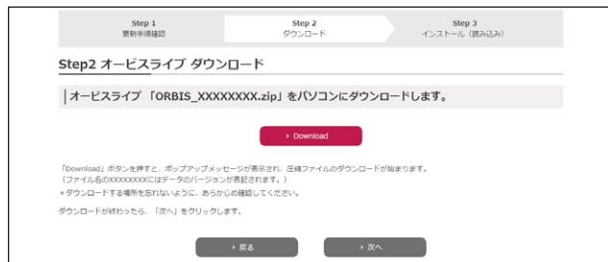 Step 1
更新手順確認
Step 2
ダウンロード
Step 3
インストール（読み込み）
Step2 オービスライブ ダウンロード
オービスライブ 「ORBIS_XXXXXXXX.zip」をパソコンにダウンロードします。
Download
「Download」ボタンを押すと、ポップアップメッセージが表示され、圧縮ファイルのダウンロードが始まります。
（ファイル名のXXXXXXXXにはデータのバージョンが表記されます。）
*ダウンロードする場所を忘れないように、あらかじめ確認してください。
ダウンロードが終わったら、「次へ」をクリックします。
戻る
次へ